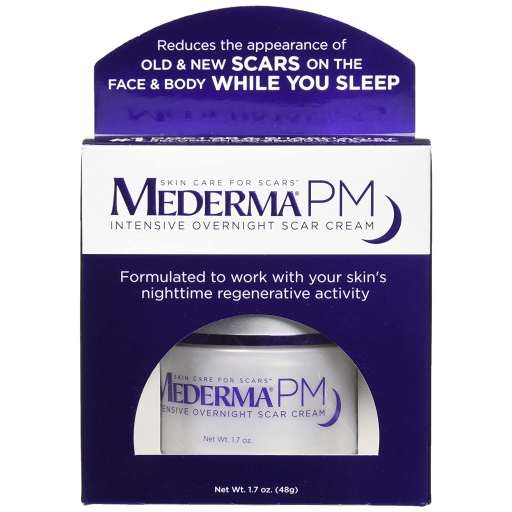 Reduces the appearance of
OLD & NEW SCARS ON THE
FACE & BODY WHILE YOU SLEEP
SKIN CARE FOR SCARS™
MEDERMA® PM
INTENSIVE OVERNIGHT SCAR CREAM
Formulated to work with your skin's
nighttime regenerative activity
SKIN CARE FOR SCARS™
MEDERMA® PM
INTENSIVE OVERNIGHT SCAR CREAM
Net Wt. 1.7 oz.
Net Wt. 1.7 oz. (48g)